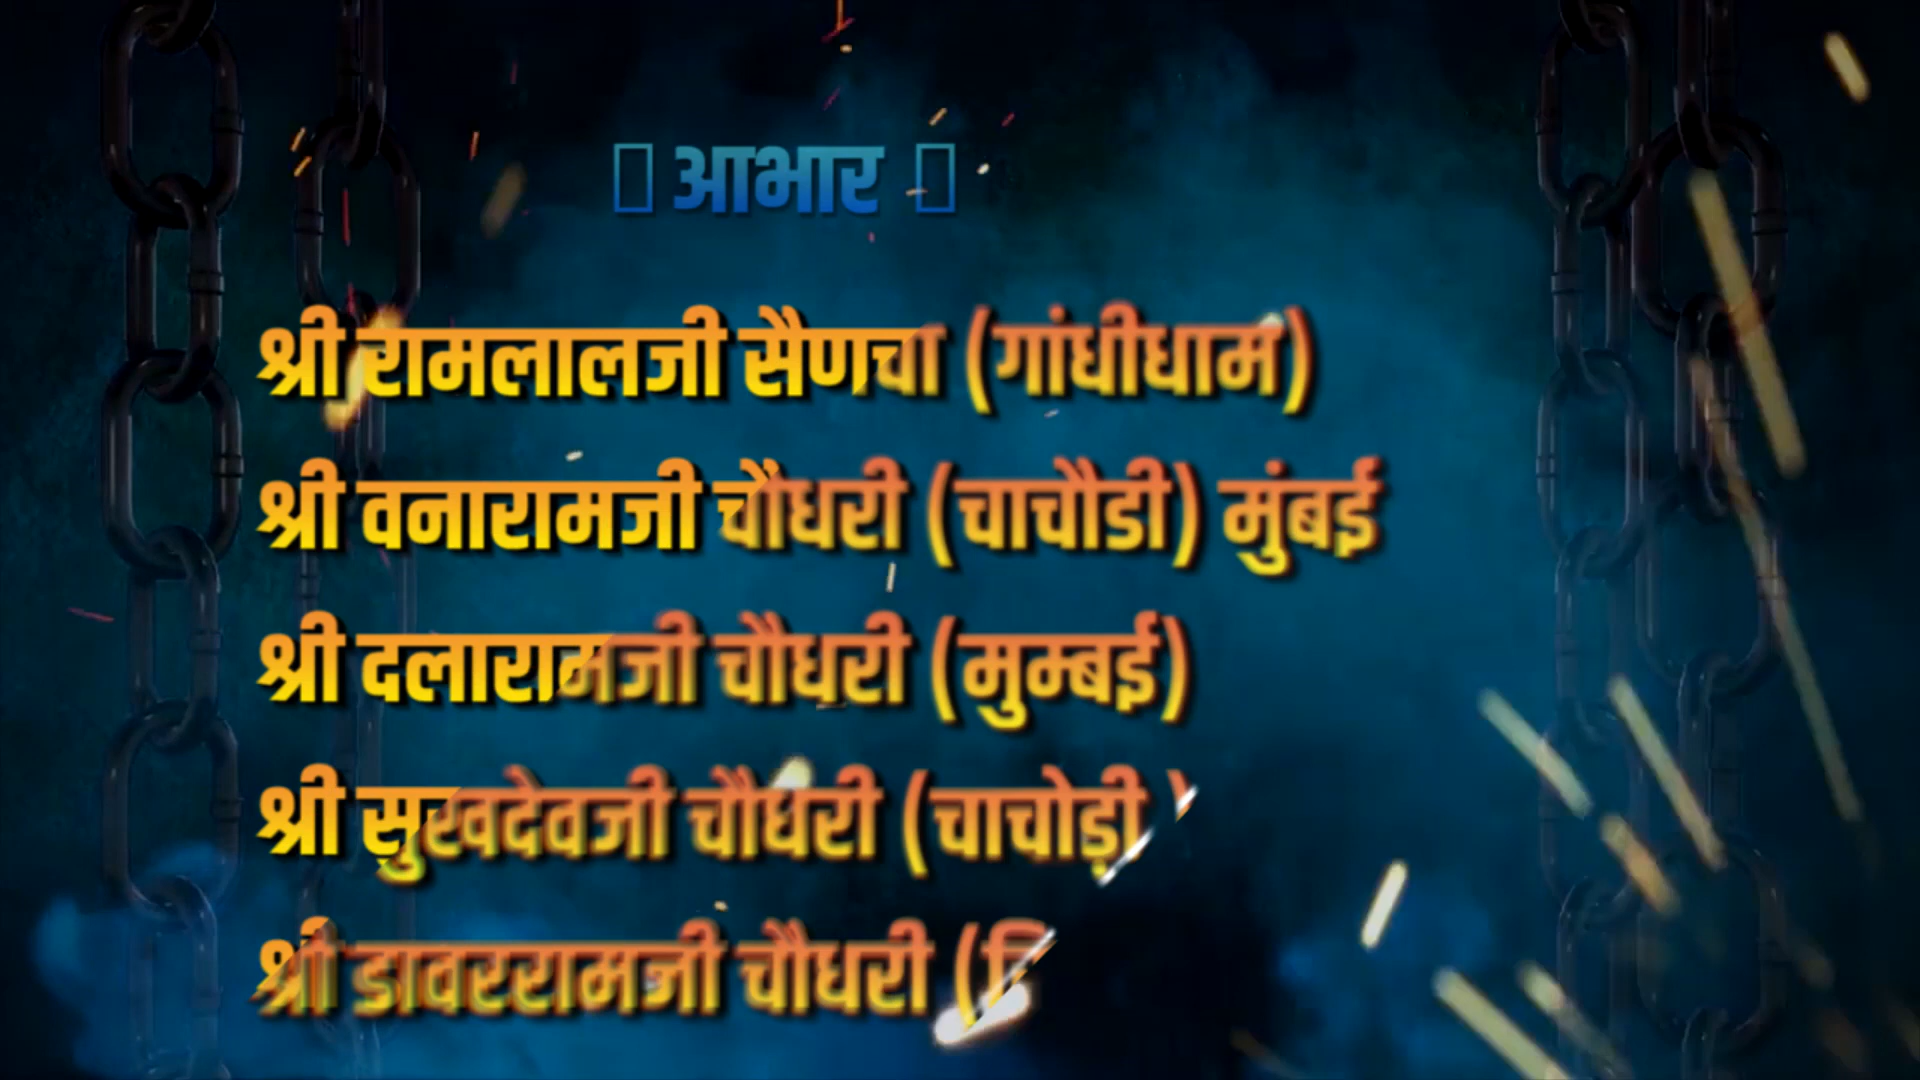 आभार
श्री रामलालजी सैणचा (गांधीधाम)
श्री वनारामजी चौधरी (चाचौडी) मुंबई
श्री दलारामजी चौधरी (मुम्बई)
श्री सुखदेवजी चौधरी (चाचोड़ी)
श्री डावररामजी चौधरी (